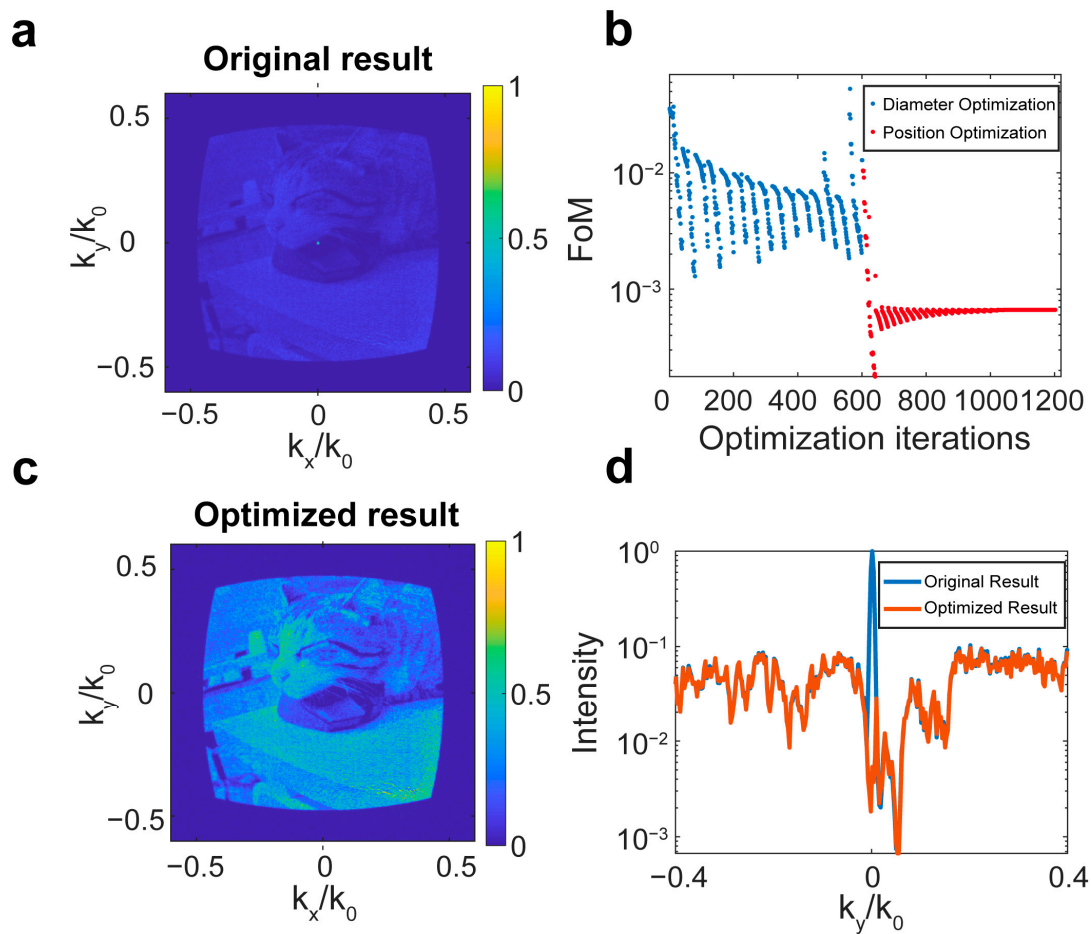 a
Original result
0.5
0
−0.5
k_y/k_0
−0.5
0
0.5
k_x/k_0
1
0.5
0
b
Diameter Optimization
Position Optimization
10^−2
10^−3
FoM
0 200 400 600 800 1000 1200
Optimization iterations
c
Optimized result
0.5
0
−0.5
k_y/k_0
−0.5
0
0.5
k_x/k_0
1
0.5
0
d
Original Result
Optimized Result
10^0
10^−1
10^−2
10^−3
Intensity
−0.4
0
0.4
k_y/k_0